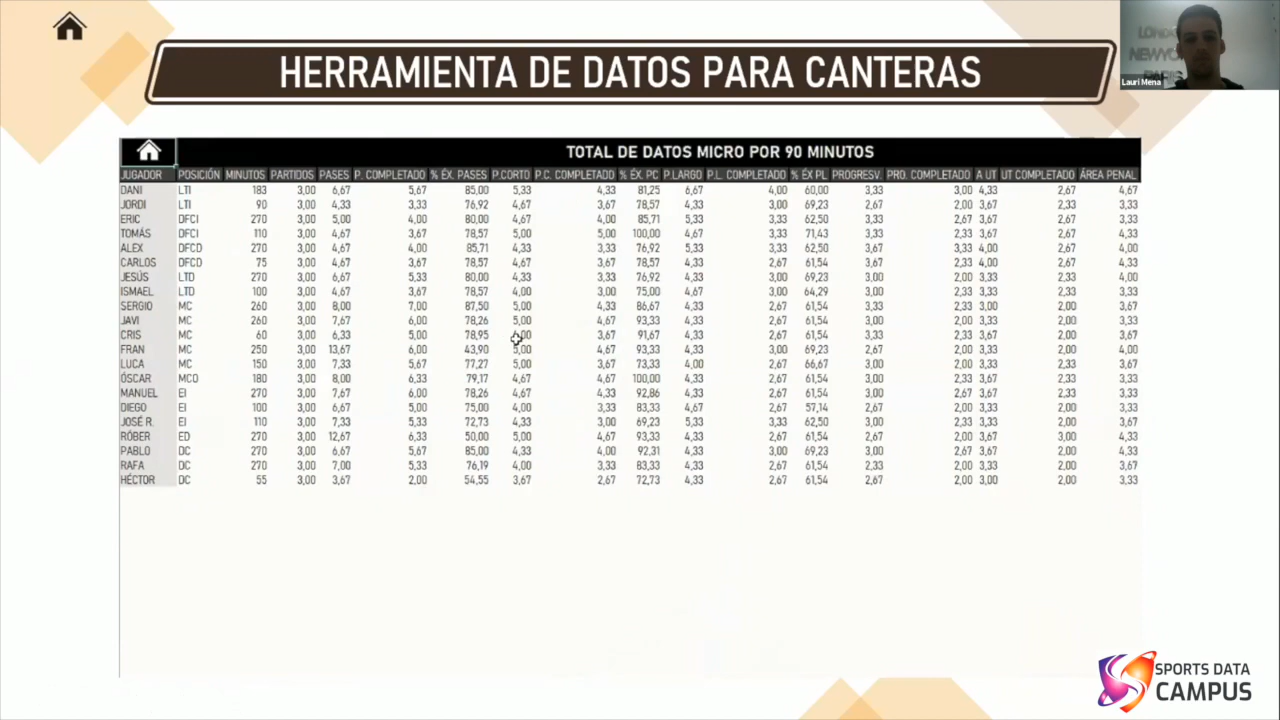 HERRAMIENTA DE DATOS PARA CANTERAS
LONDO
NEWYO
PARIS
Lauri Mena
TOTAL DE DATOS MICRO POR 90 MINUTOS
JUGADOR POSICIÓN MINUTOS PARTIDOS PASES P. COMPLETADO % ÉX. PASES P.CORTO P.C. COMPLETADO % ÉX. PC P.LARGO P.L. COMPLETADO % ÉX PL PROGRESV. PRO. COMPLETADO A UT UT COMPLETADO ÁREA PENAL
DANI LTI 183 3,00 6,67 5,67 85,00 5,33 4,33 81,25 6,67 4,00 60,00 3,33 3,00 4,33 2,67 4,67
JORDI LTI 90 3,00 4,33 3,33 76,92 4,67 3,67 78,57 4,33 3,00 69,23 2,67 2,00 3,67 2,33 3,33
ERIC DFCI 270 3,00 5,00 4,00 80,00 4,67 4,00 85,71 5,33 3,33 62,50 3,33 2,67 3,67 2,67 3,33
TOMÁS DFCI 110 3,00 4,67 3,67 78,57 5,00 5,00 100,00 4,67 3,33 71,43 3,33 2,33 3,67 2,33 4,00
ALEX DFCD 270 3,00 4,67 4,00 85,71 4,33 3,33 76,92 5,33 3,33 62,50 3,67 3,33 4,00 2,67 4,00
CARLOS DFCD 75 3,00 4,67 3,67 78,57 4,67 3,67 78,57 4,33 2,67 61,54 3,67 2,33 4,00 2,67 4,33
JESÚS LTD 270 3,00 6,67 5,33 80,00 4,33 3,33 76,92 4,33 3,00 69,23 3,00 2,00 3,33 2,33 4,00
ISMAEL LTD 100 3,00 4,67 3,67 78,57 4,00 3,00 75,00 4,67 3,00 64,29 3,33 2,33 3,33 2,33 3,33
SERGIO MC 260 3,00 8,00 7,00 87,50 5,00 4,33 86,67 4,33 2,67 61,54 3,33 2,33 3,00 2,00 3,67
JAVI MC 260 3,00 7,67 6,00 78,26 5,00 4,67 93,33 4,33 2,67 61,54 3,00 2,33 3,33 2,00 3,67
CRIS MC 60 3,00 6,33 5,00 78,95 3,67 91,67 4,33 2,67 61,54 3,33 2,33 3,67 2,00 3,67
FRAN MC 250 3,00 13,67 6,00 43,90 5,00 4,67 93,33 4,33 3,00 69,23 2,67 2,00 3,33 2,00 4,00
LUCA MC 150 3,00 7,33 5,67 77,27 5,00 3,67 73,33 4,00 2,67 66,67 3,00 2,00 3,67 2,33 3,33
ÓSCAR MCO 180 3,00 8,00 6,33 79,17 4,67 4,67 100,00 4,33 2,67 61,54 3,00 2,33 3,67 2,33 3,33
MANUEL EI 270 3,00 7,67 6,00 78,26 4,67 4,33 92,86 4,33 2,67 61,54 3,00 2,67 3,67 2,33 3,33
DIEGO EI 100 3,00 6,67 5,00 75,00 4,00 3,33 83,33 4,67 2,67 57,14 2,67 2,00 3,33 2,00 3,33
JOSÉ R. EI 110 3,00 7,33 5,33 72,73 4,33 3,00 69,23 5,33 3,33 62,50 3,00 2,33 3,33 2,00 3,67
RÓBER ED 270 3,00 12,67 6,33 50,00 5,00 4,67 93,33 4,33 2,67 61,54 2,67 2,00 3,67 3,00 4,33
PABLO DC 270 3,00 6,67 5,67 85,00 4,33 4,00 92,31 4,33 3,00 69,23 3,00 2,67 3,67 2,00 4,33
RAFA DC 270 3,00 7,00 5,33 76,19 4,00 3,33 83,33 4,33 2,67 61,54 2,33 2,00 3,33 2,00 3,67
HÉCTOR DC 55 3,00 3,67 2,00 54,55 3,67 2,67 72,73 4,33 2,67 61,54 2,67 2,00 3,00 2,00 3,33
SPORTS DATA
CAMPUS